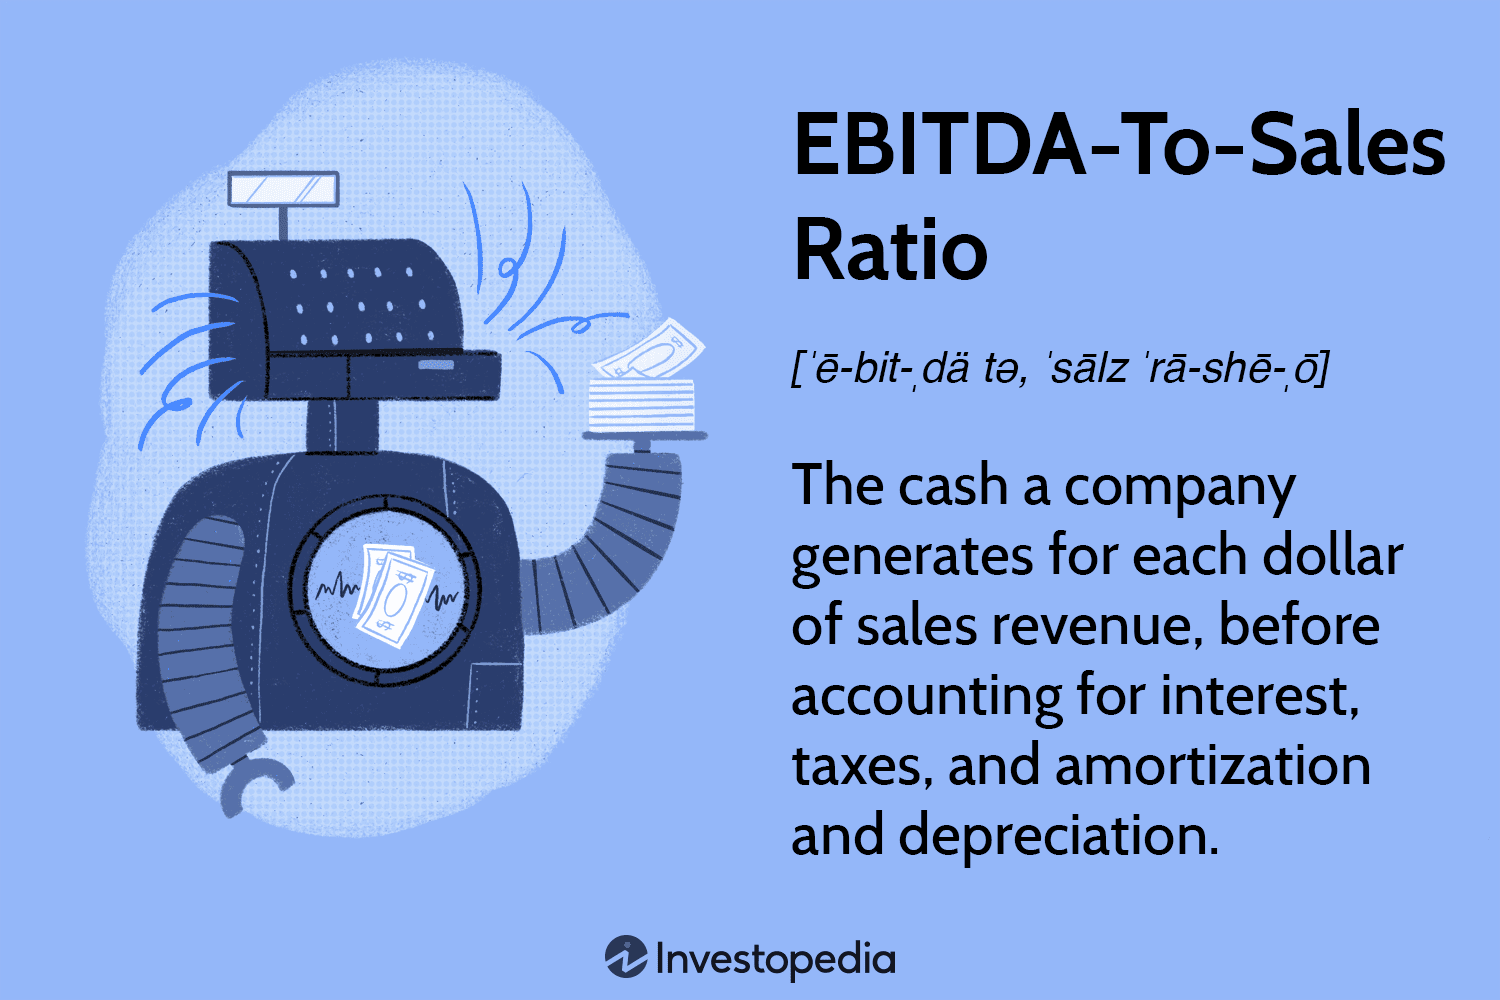 EBITDA-To-Sales
Ratio
[ˈē-bit-ˌdä tə, ˈsālz ˈrā-shē-ˌō]
The cash a company
generates for each dollar
of sales revenue, before
accounting for interest,
taxes, and amortization
and depreciation.
Investopedia